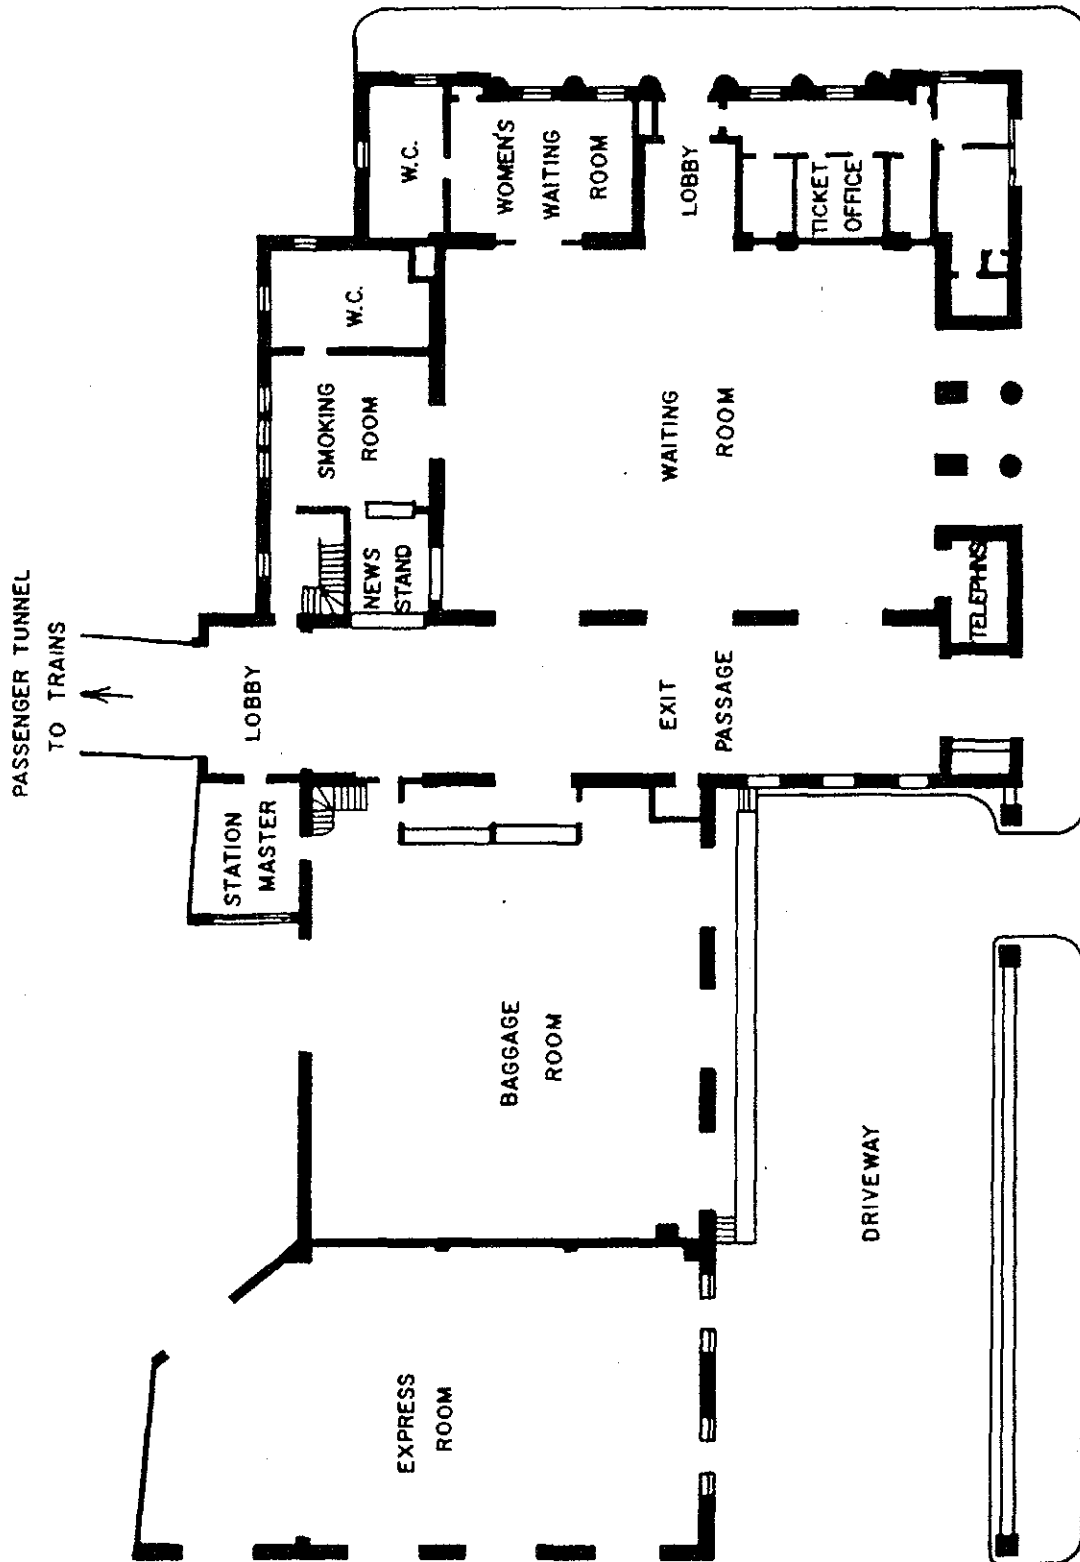 PASSENGER TUNNEL
TO TRAINS
LOBBY
STATION
MASTER
NEWS
STAND
SMOKING
ROOM
W.C.
W.C.
WOMEN'S
WAITING
ROOM
LOBBY
TICKET
OFFICE
WAITING
ROOM
TELEPHNS
EXIT
PASSAGE
BAGGAGE
ROOM
EXPRESS
ROOM
DRIVEWAY